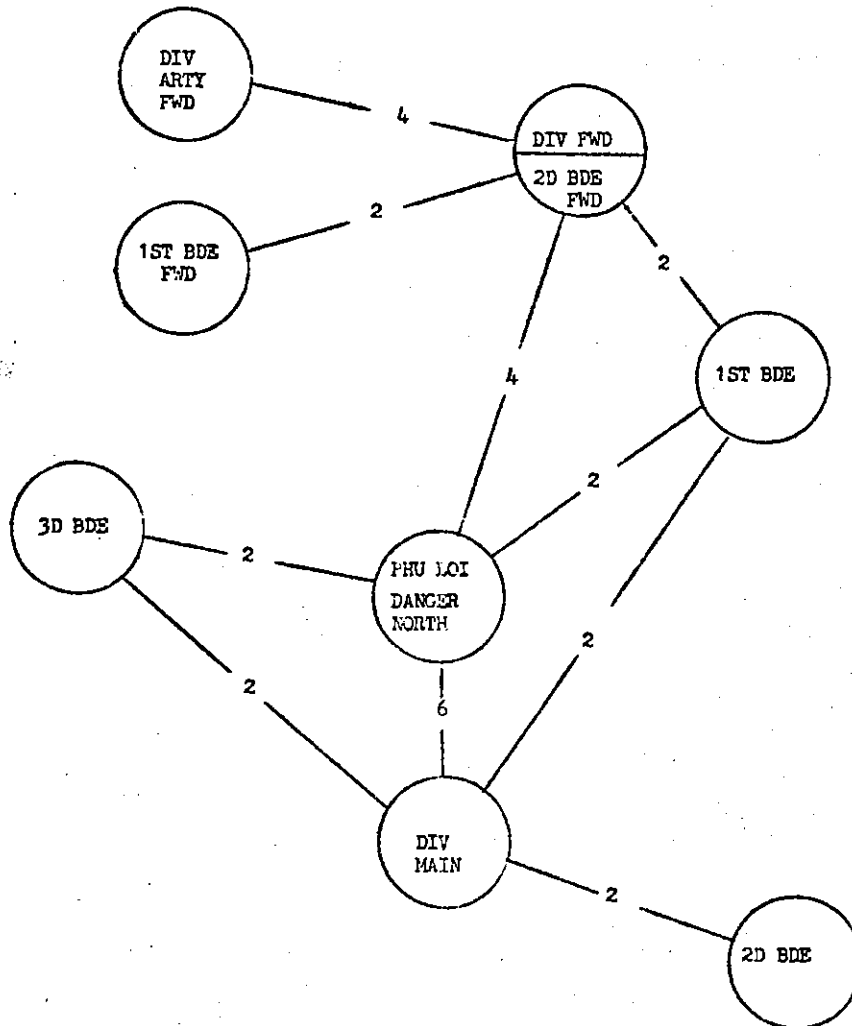 DIV
ARTY
FWD
4
DIV FWD
2D BDE
FWD
2
1ST BDE
FWD
2
4
1ST BDE
2
3D BDE
2
PHU LOI
DANGER
NORTH
2
2
6
DIV
MAIN
2
2D BDE